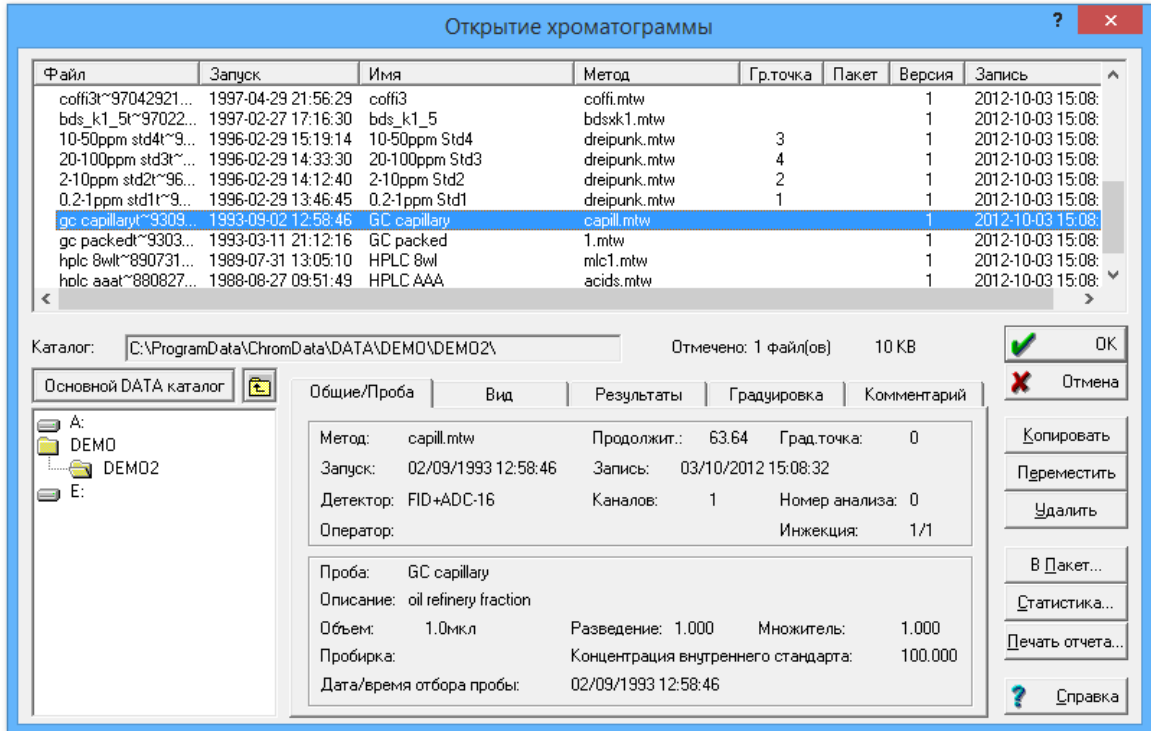 Открытие хроматограммы ?
Файл Запуск Имя Метод Гр.точка Пакет Версия Запись
coffi3t~97042921... 1997-04-29 21:56:29 coffi3 coffi.mtw 1 2012-10-03 15:08:
bds_k1_5t~97022... 1997-02-27 17:16:30 bds_k1_5 bdsxk1.mtw 1 2012-10-03 15:08:
10-50ppm std4t~9... 1996-02-29 15:19:14 10-50ppm Std4 dreipunk.mtw 3 1 2012-10-03 15:08:
20-100ppm std3t~... 1996-02-29 14:33:30 20-100ppm Std3 dreipunk.mtw 4 1 2012-10-03 15:08:
2-10ppm std2t~96... 1996-02-29 14:12:40 2-10ppm Std2 dreipunk.mtw 2 1 2012-10-03 15:08:
0.2-1ppm std1t~9... 1996-02-29 13:46:45 0.2-1ppm Std1 dreipunk.mtw 1 1 2012-10-03 15:08:
gc capillaryt~9309... 1993-09-02 12:58:46 GC capillary capill.mtw 1 2012-10-03 15:08:
gc packedt~9303... 1993-03-11 21:12:16 GC packed 1.mtw 1 2012-10-03 15:08:
hplc 8wlt~890731... 1989-07-31 13:05:10 HPLC 8wl mlc1.mtw 1 2012-10-03 15:08:
hplc aaat~880827... 1988-08-27 09:51:49 HPLC AAA acids.mtw 1 2012-10-03 15:08:
Каталог: C:\ProgramData\ChromData\DATA\DEMO\DEMO2\ Отмечено: 1 файл(ов) 10 KB
OK
Отмена
Копировать
Переместить
Удалить
В Пакет...
Статистика...
Печать отчета...
Справка
Основной DATA каталог
A:
DEMO
DEMO2
E:
Общие/Проба Вид Результаты Градуировка Комментарий
Метод: capill.mtw Продолжит.: 63.64 Град.точка: 0
Запуск: 02/09/1993 12:58:46 Запись: 03/10/2012 15:08:32
Детектор: FID+ADC-16 Каналов: 1 Номер анализа: 0
Оператор: Инжекция: 1/1
Проба: GC capillary
Описание: oil refinery fraction
Объем: 1.0мкл Разведение: 1.000 Множитель: 1.000
Пробирка: Концентрация внутреннего стандарта: 100.000
Дата/время отбора пробы: 02/09/1993 12:58:46